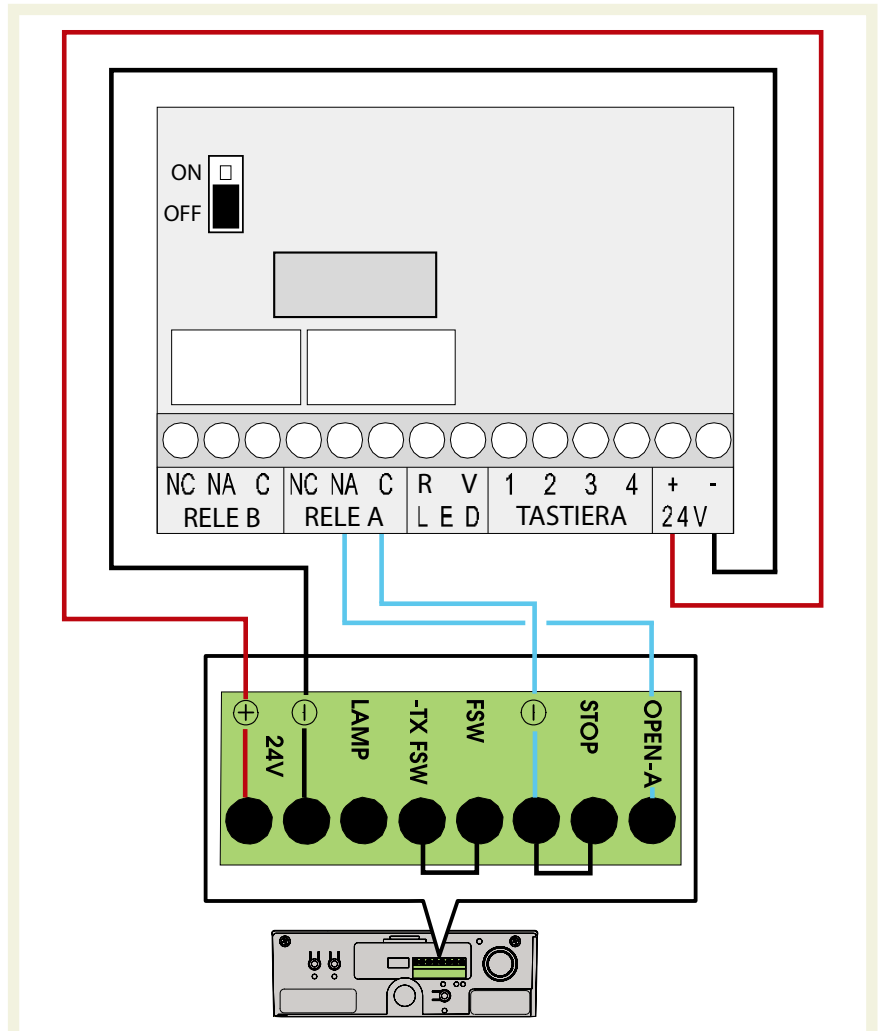 ON
OFF
NC NA C NC NA C R V 1 2 3 4 + -
RELE B RELE A LED TASTIERA 24V
+ - LAMP -TX FSW FSW - STOP OPEN-A
24V